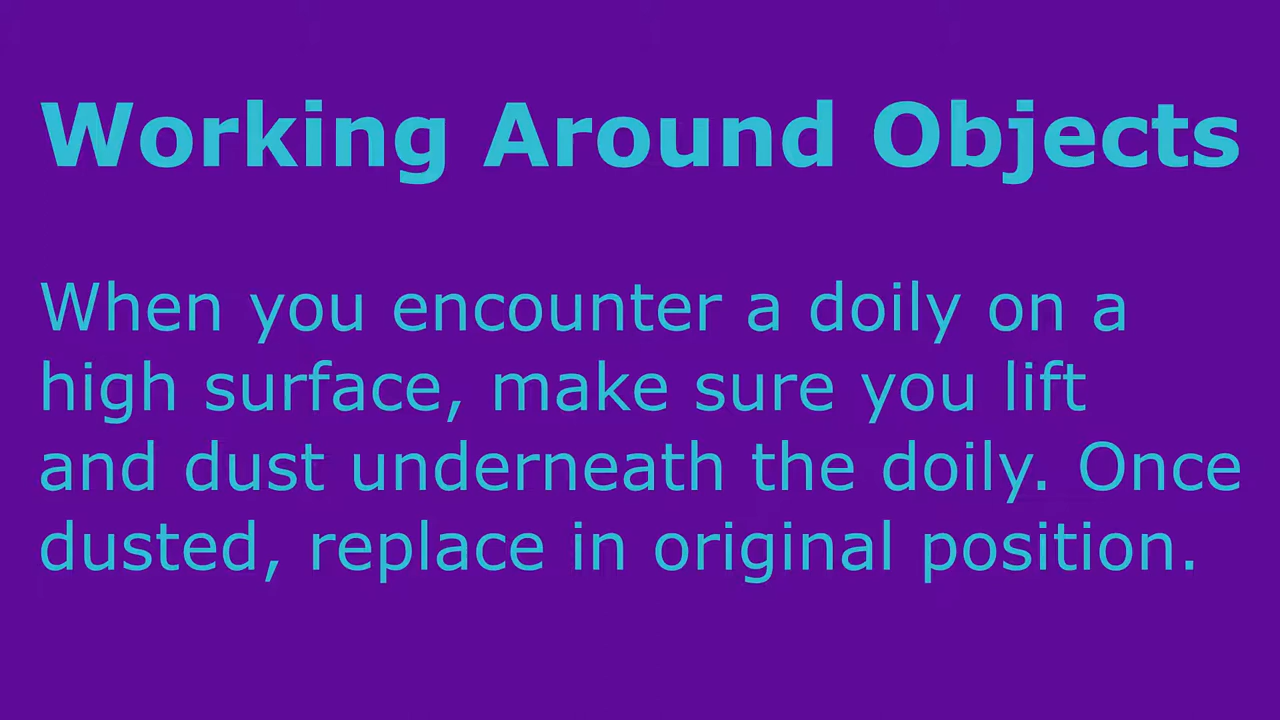 Working Around Objects
When you encounter a doily on a
high surface, make sure you lift
and dust underneath the doily. Once
dusted, replace in original position.